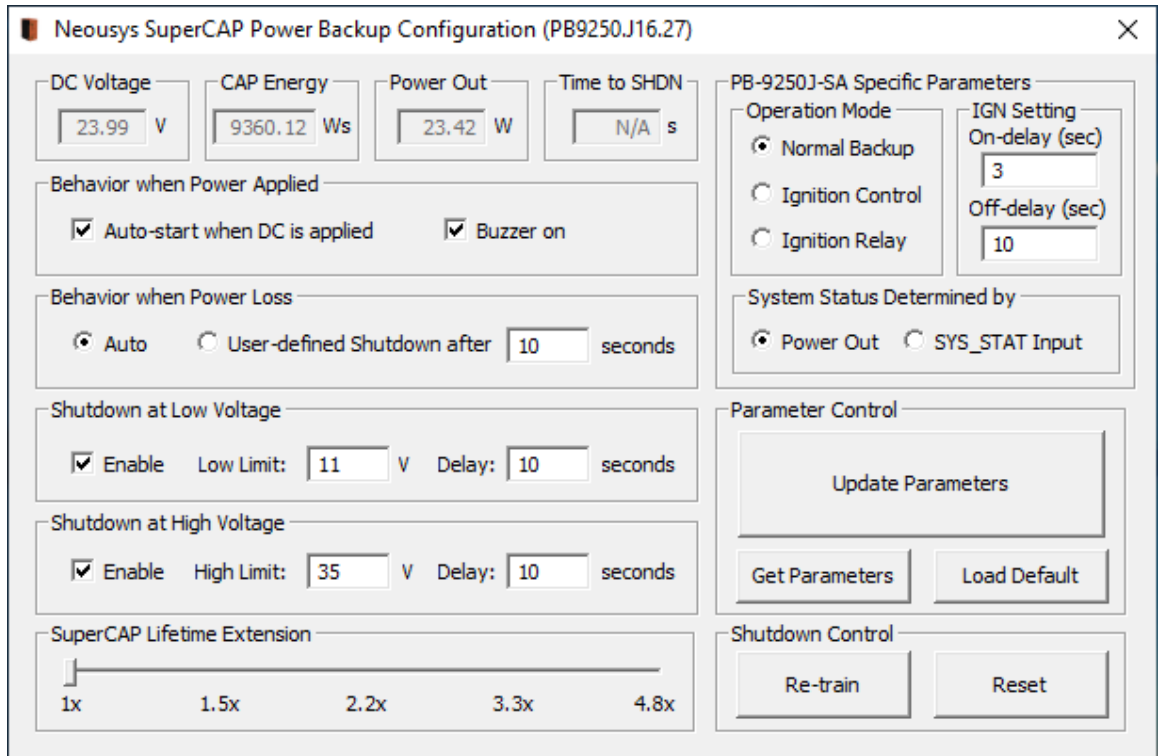 Neousys SuperCAP Power Backup Configuration (PB9250.J16.27)
DC Voltage
23.99 V
CAP Energy
9360.12 Ws
Power Out
23.42 W
Time to SHDN
N/A s
Behavior when Power Applied
Auto-start when DC is applied Buzzer on
Behavior when Power Loss
Auto User-defined Shutdown after 10 seconds
Shutdown at Low Voltage
Enable Low Limit: 11 V Delay: 10 seconds
Shutdown at High Voltage
Enable High Limit: 35 V Delay: 10 seconds
SuperCAP Lifetime Extension
1x 1.5x 2.2x 3.3x 4.8x
PB-9250J-SA Specific Parameters
Operation Mode
Normal Backup
Ignition Control
Ignition Relay
IGN Setting
On-delay (sec)
3
Off-delay (sec)
10
System Status Determined by
Power Out SYS_STAT Input
Parameter Control
Update Parameters
Get Parameters Load Default
Shutdown Control
Re-train Reset